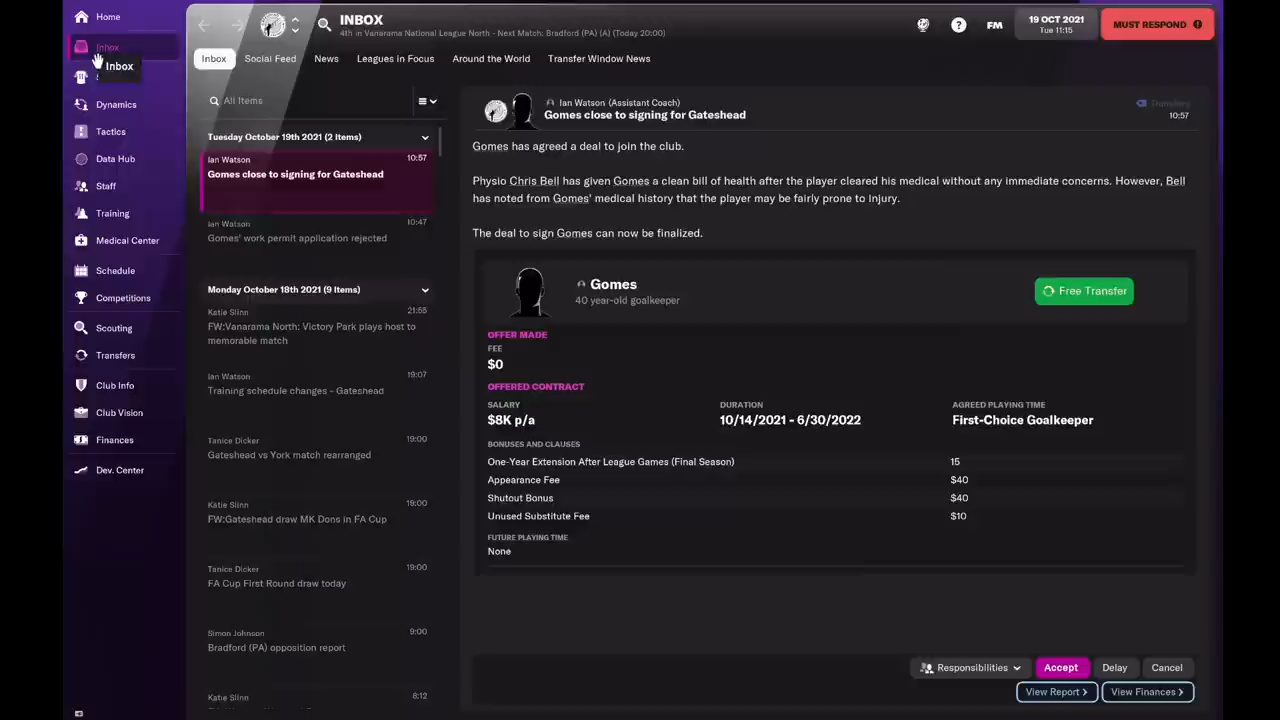 Home
Inbox
Inbox
Dynamics
Tactics
Data Hub
Staff
Training
Medical Center
Schedule
Competitions
Scouting
Transfers
Club Info
Club Vision
Finances
Dev. Center
INBOX
4th in Vanarama National League North - Next Match: Bradford (PA) (A) (Today 20:00)
?
FM
19 OCT 2021
Tue 11:15
MUST RESPOND
Inbox
Social Feed
News
Leagues in Focus
Around the World
Transfer Window News
All Items
Tuesday October 19th 2021 (2 Items)
Ian Watson
10:57
Gomes close to signing for Gateshead
Ian Watson
10:47
Gomes' work permit application rejected
Monday October 18th 2021 (9 Items)
Katie Slinn
21:55
FW:Vanarama North: Victory Park plays host to
memorable match
Ian Watson
19:07
Training schedule changes - Gateshead
Tanice Dicker
19:00
Gateshead vs York match rearranged
Katie Slinn
19:00
FW:Gateshead draw MK Dons in FA Cup
Tanice Dicker
19:00
FA Cup First Round draw today
Simon Johnson
9:00
Bradford (PA) opposition report
Katie Slinn
8:12
Ian Watson (Assistant Coach)
Gomes close to signing for Gateshead
Transfers
10:57
Gomes has agreed a deal to join the club.
Physio Chris Bell has given Gomes a clean bill of health after the player cleared his medical without any immediate concerns. However, Bell
has noted from Gomes' medical history that the player may be fairly prone to injury.
The deal to sign Gomes can now be finalized.
Gomes
40 year-old goalkeeper
Free Transfer
OFFER MADE
FEE
$0
OFFERED CONTRACT
SALARY
DURATION
AGREED PLAYING TIME
$8K p/a
10/14/2021 - 6/30/2022
First-Choice Goalkeeper
BONUSES AND CLAUSES
One-Year Extension After League Games (Final Season)
15
Appearance Fee
$40
Shutout Bonus
$40
Unused Substitute Fee
$10
FUTURE PLAYING TIME
None
Responsibilities
Accept
Delay
Cancel
View Report >
View Finances >